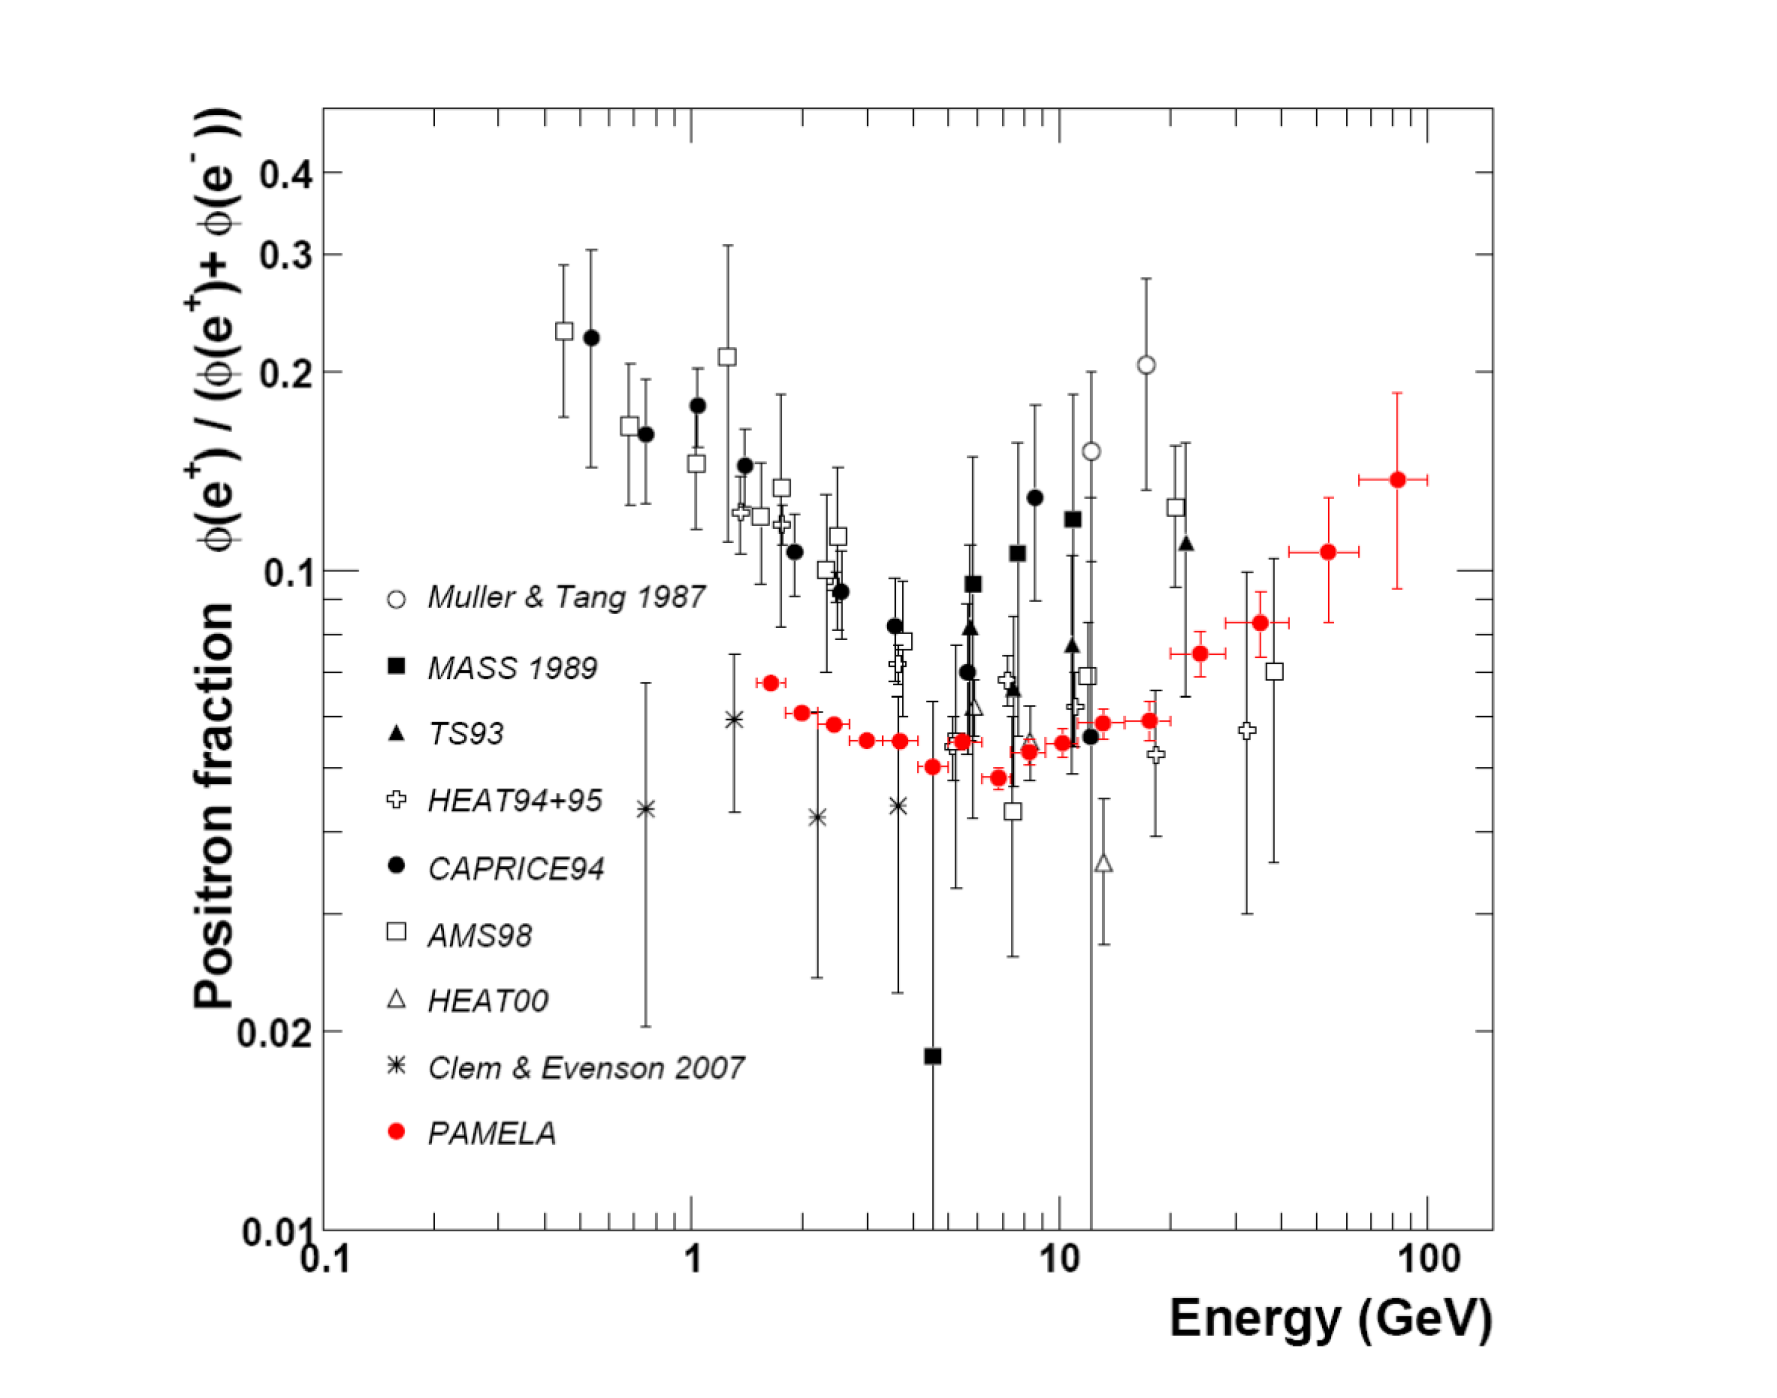 Positron fraction φ(e⁺) / (φ(e⁺)+ φ(e⁻))
0.4
0.3
0.2
0.1
0.02
0.01
Muller & Tang 1987
MASS 1989
TS93
HEAT94+95
CAPRICE94
AMS98
HEAT00
Clem & Evenson 2007
PAMELA
0.1 1 10 100
Energy (GeV)